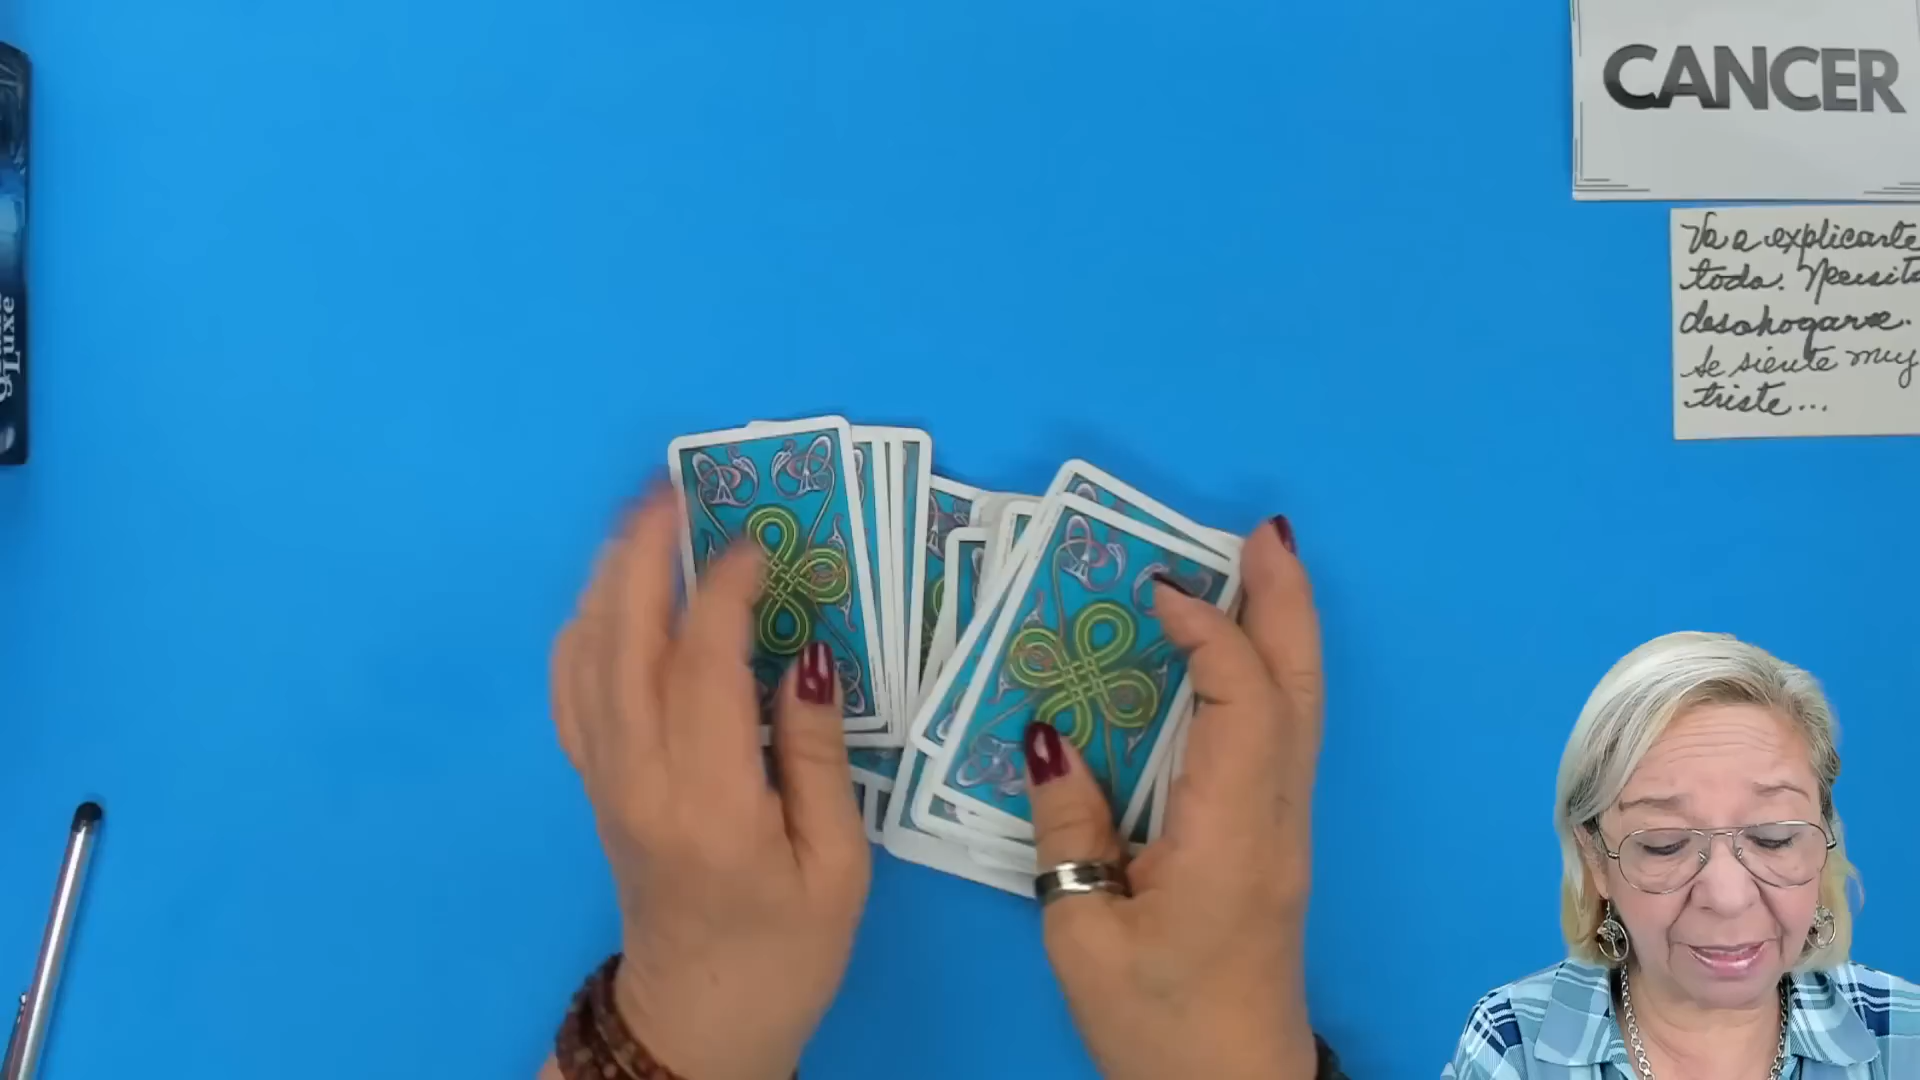 CANCER
Va a explicarte
todo. Necesita
desahogarse.
Se siente muy
triste...
Luxe